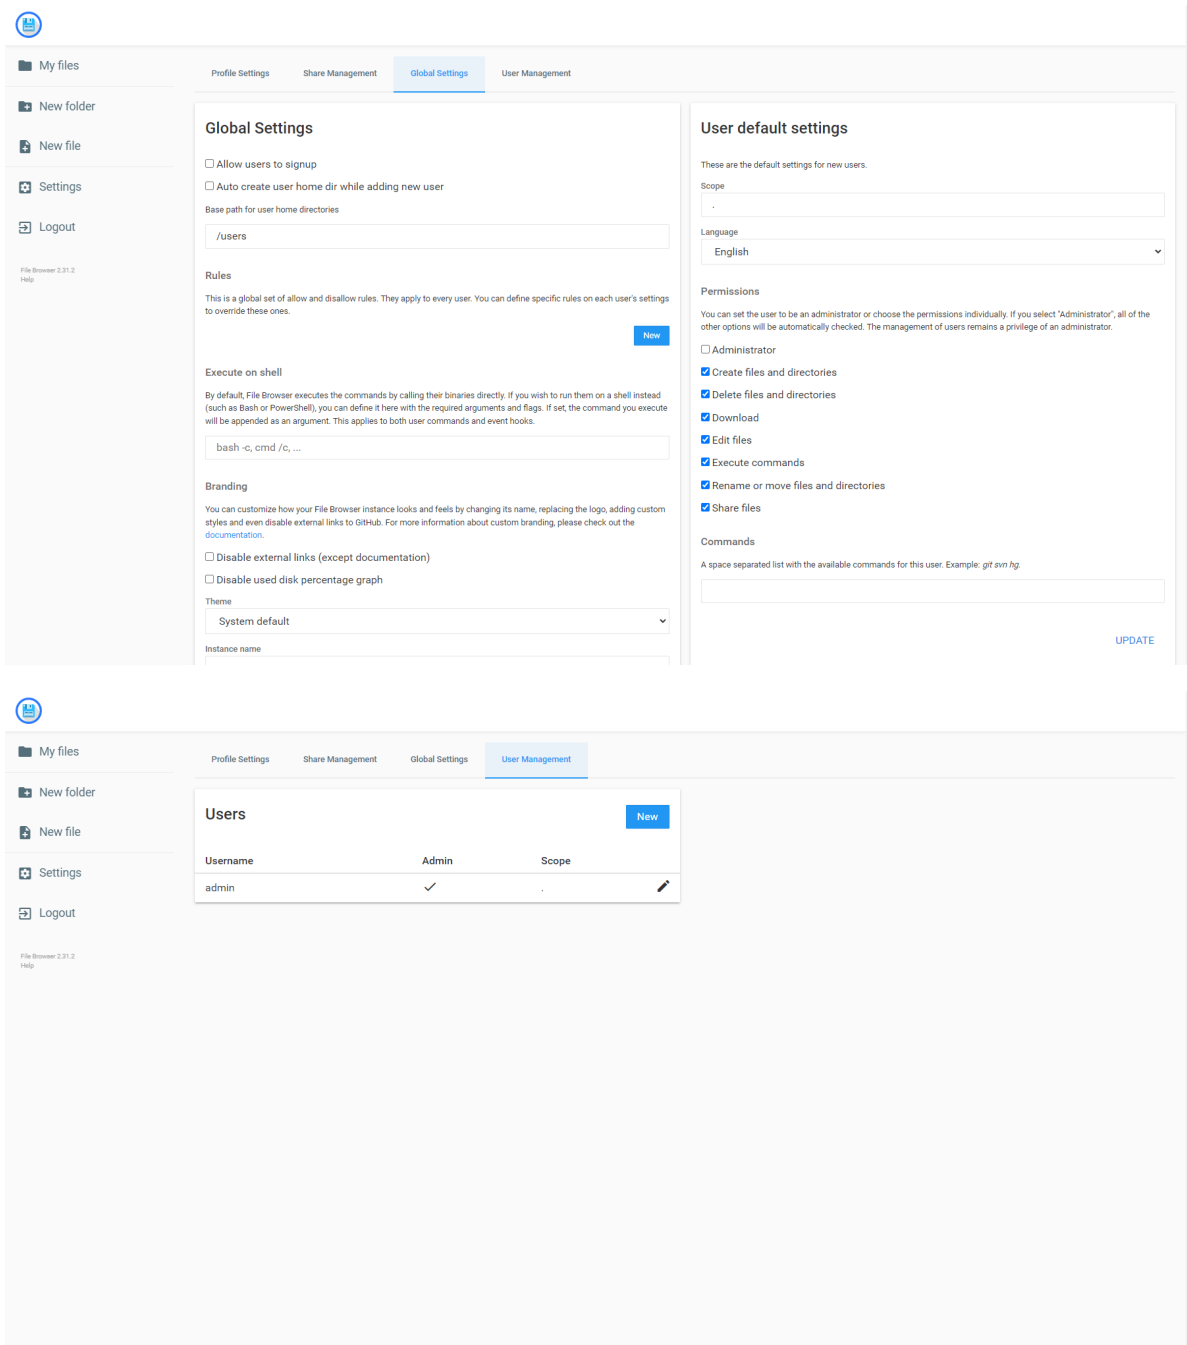 My files
New folder
New file
Settings
Logout
File Browser 2.31.2
Help
Profile Settings
Share Management
Global Settings
User Management
Global Settings
Allow users to signup
Auto create user home dir while adding new user
Base path for user home directories
/users
Rules
This is a global set of allow and disallow rules. They apply to every user. You can define specific rules on each user's settings
to override these ones.
New
Execute on shell
By default, File Browser executes the commands by calling their binaries directly. If you wish to run them on a shell instead
(such as Bash or PowerShell), you can define it here with the required arguments and flags. If set, the command you execute
will be appended as an argument. This applies to both user commands and event hooks.
bash -c, cmd /c, ...
Branding
You can customize how your File Browser instance looks and feels by changing its name, replacing the logo, adding custom
styles and even disable external links to GitHub. For more information about custom branding, please check out the
documentation.
Disable external links (except documentation)
Disable used disk percentage graph
Theme
System default
Instance name
User default settings
These are the default settings for new users.
Scope
.
Language
English
Permissions
You can set the user to be an administrator or choose the permissions individually. If you select "Administrator", all of the
other options will be automatically checked. The management of users remains a privilege of an administrator.
Administrator
Create files and directories
Delete files and directories
Download
Edit files
Execute commands
Rename or move files and directories
Share files
Commands
A space separated list with the available commands for this user. Example: git svn hg.
UPDATE
My files
New folder
New file
Settings
Logout
File Browser 2.31.2
Help
Profile Settings
Share Management
Global Settings
User Management
Users
New
Username Admin Scope
admin .